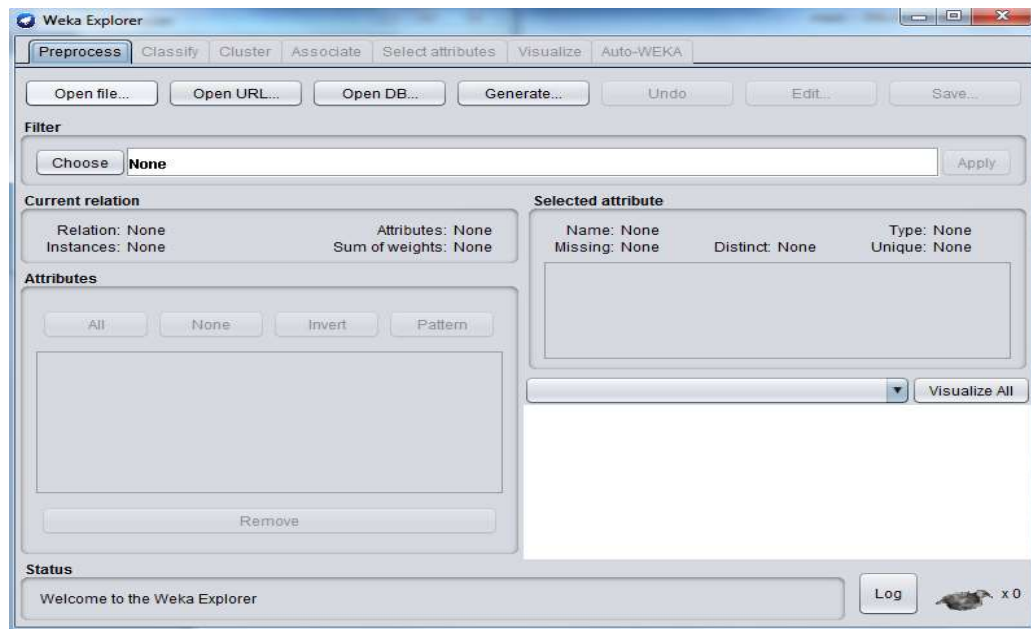 Weka Explorer
Preprocess Classify Cluster Associate Select attributes Visualize Auto-WEKA
Open file... Open URL... Open DB... Generate... Undo Edit... Save...
Filter
Choose None Apply
Current relation
Relation: None Attributes: None
Instances: None Sum of weights: None
Selected attribute
Name: None Type: None
Missing: None Distinct: None Unique: None
Attributes
All None Invert Pattern
Remove
Visualize All
Status
Welcome to the Weka Explorer
Log x 0